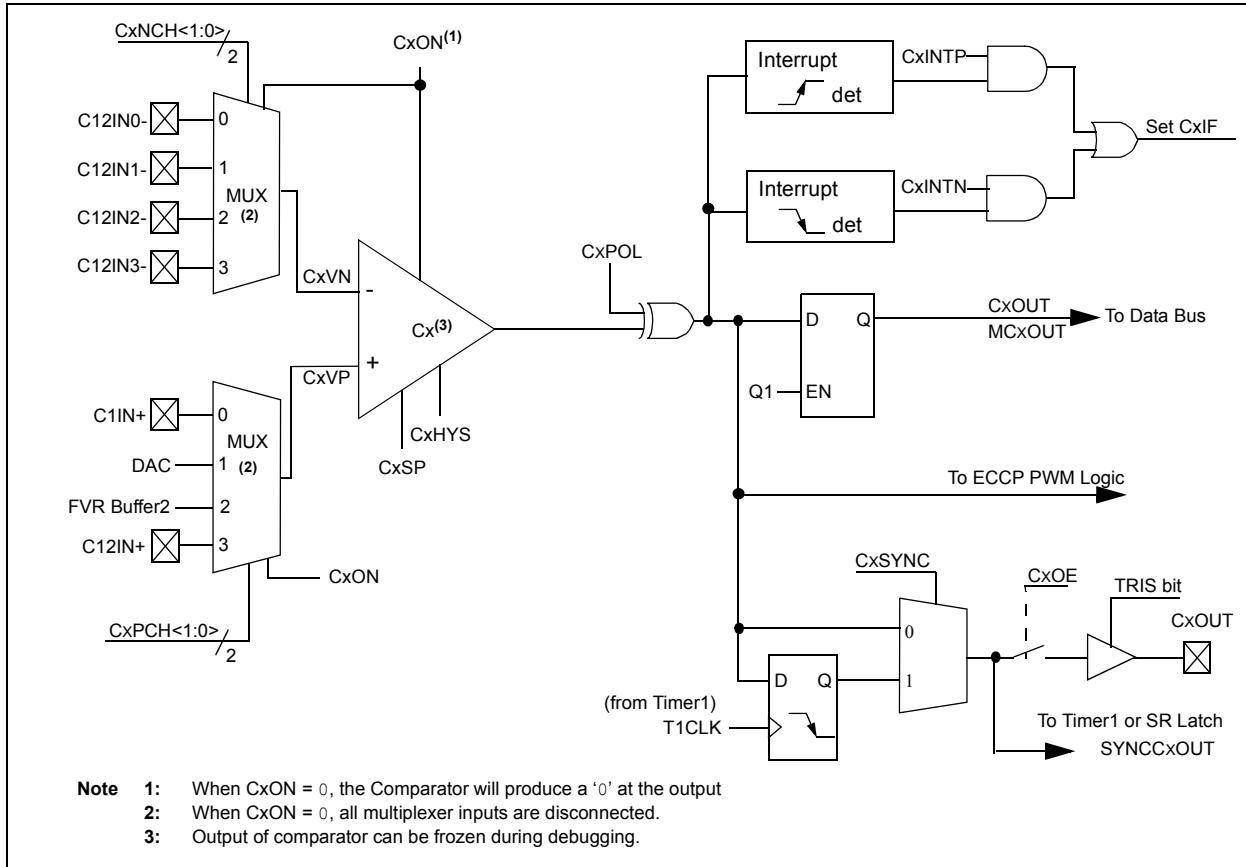 CxNCH<1:0>
2
CxON(1)
C12IN0-
0
C12IN1-
1
MUX
(2)
C12IN2-
2
C12IN3-
3
CxVN
-
Cx(3)
+
CxVP
CxHYS
CxSP
C1IN+
0
MUX
(2)
DAC
1
FVR Buffer2
2
C12IN+
3
CxON
CxPCH<1:0>
2
CxPOL
Interrupt
det
CxINTP
Interrupt
det
CxINTN
Set CxIF
D
Q
Q1
EN
CxOUT
MCxOUT
To Data Bus
To ECCP PWM Logic
CxSYNC
0
1
D
Q
(from Timer1)
T1CLK
CxOE
TRIS bit
CxOUT
To Timer1 or SR Latch
SYNCCxOUT
Note 1: When CxON = 0, the Comparator will produce a ‘0’ at the output
2: When CxON = 0, all multiplexer inputs are disconnected.
3: Output of comparator can be frozen during debugging.